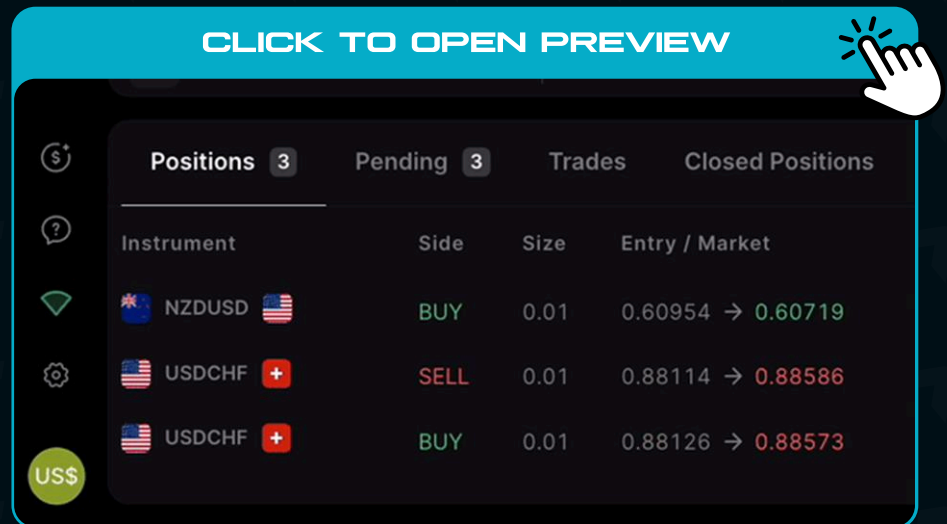 CLICK TO OPEN PREVIEW
Positions 3 Pending 3 Trades Closed Positions
Instrument Side Size Entry / Market
NZDUSD BUY 0.01 0.60954 → 0.60719
USDCHF SELL 0.01 0.88114 → 0.88586
USDCHF BUY 0.01 0.88126 → 0.88573
US$